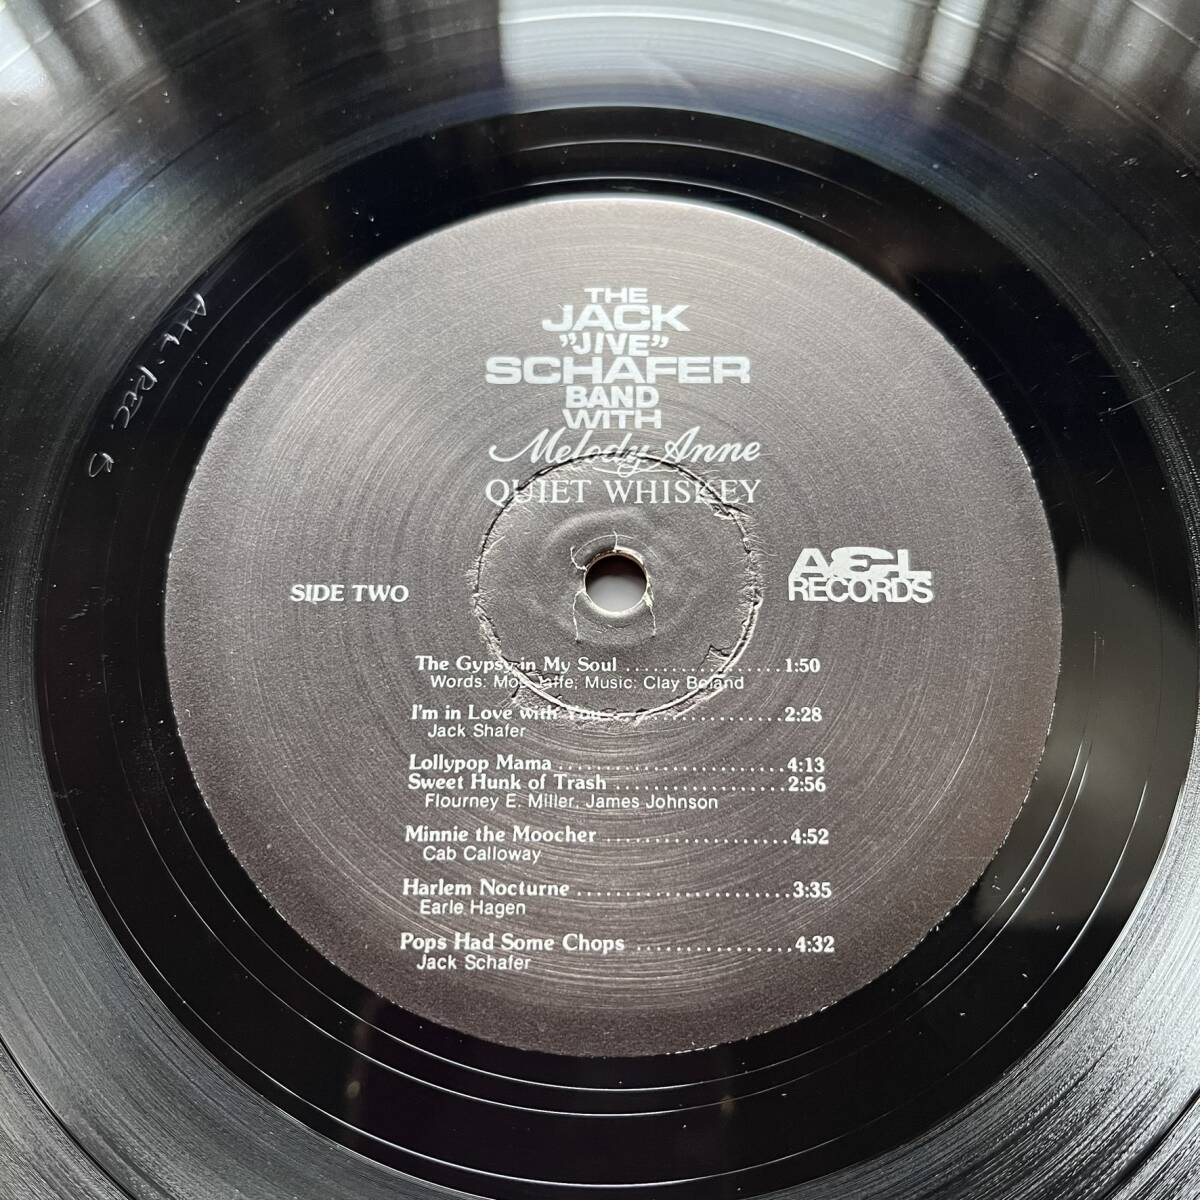 THE
JACK
"JIVE"
SCHAFER
BAND
WITH
Melody Anne
QUIET WHISKEY
SIDE TWO
A&L
RECORDS
The Gypsy in My Soul ................. 1:50
Words: Moe Jaffe; Music: Clay Boland
I'm in Love with You ................. 2:28
Jack Shafer
Lollypop Mama ......................... 4:13
Sweet Hunk of Trash ................... 2:56
Flourney E. Miller, James Johnson
Minnie the Moocher .................... 4:52
Cab Calloway
Harlem Nocturne ....................... 3:35
Earle Hagen
Pops Had Some Chops ................ 4:32
Jack Schafer